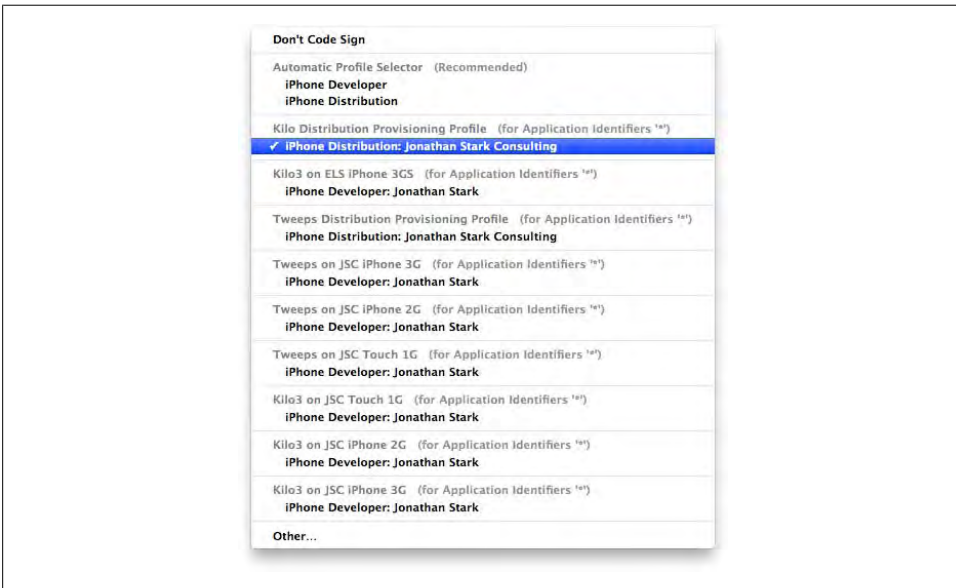 Don't Code Sign
Automatic Profile Selector (Recommended)
iPhone Developer
iPhone Distribution
Kilo Distribution Provisioning Profile (for Application Identifiers '*')
✓ iPhone Distribution: Jonathan Stark Consulting
Kilo3 on ELS iPhone 3GS (for Application Identifiers '*')
iPhone Developer: Jonathan Stark
Tweeps Distribution Provisioning Profile (for Application Identifiers '*')
iPhone Distribution: Jonathan Stark Consulting
Tweeps on JSC iPhone 3G (for Application Identifiers '*')
iPhone Developer: Jonathan Stark
Tweeps on JSC iPhone 2G (for Application Identifiers '*')
iPhone Developer: Jonathan Stark
Tweeps on JSC Touch 1G (for Application Identifiers '*')
iPhone Developer: Jonathan Stark
Kilo3 on JSC Touch 1G (for Application Identifiers '*')
iPhone Developer: Jonathan Stark
Kilo3 on JSC iPhone 2G (for Application Identifiers '*')
iPhone Developer: Jonathan Stark
Kilo3 on JSC iPhone 3G (for Application Identifiers '*')
iPhone Developer: Jonathan Stark
Other...